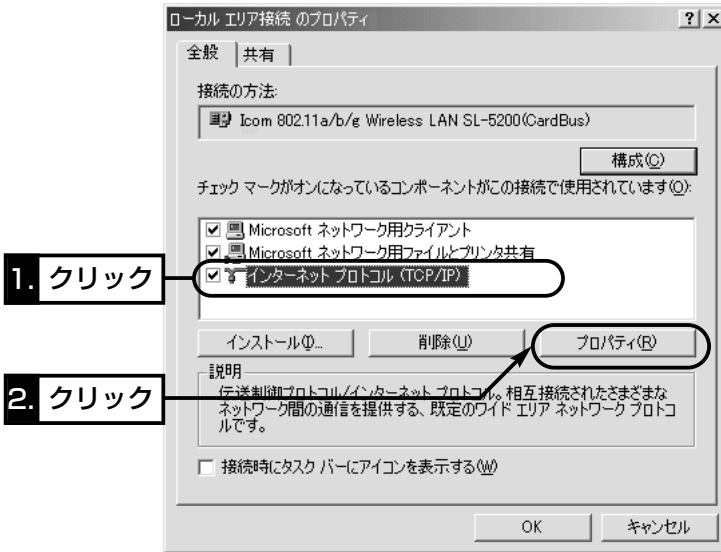 ローカル エリア接続 のプロパティ
全般 共有
接続の方法:
Icom 802.11a/b/g Wireless LAN SL-5200(CardBus)
構成(C)
チェック マークがオンになっているコンポーネントがこの接続で使用されています(O):
Microsoft ネットワーク用クライアント
Microsoft ネットワーク用ファイルとプリンタ共有
インターネット プロトコル (TCP/IP)
1. クリック
インストール(I)... 削除(U) プロパティ(R)
説明
伝送制御プロトコル/インターネット プロトコル。相互接続されたさまざまな
ネットワーク間の通信を提供する、既定のワイド エリア ネットワーク プロトコ
ルです。
2. クリック
接続時にタスク バーにアイコンを表示する(W)
OK キャンセル